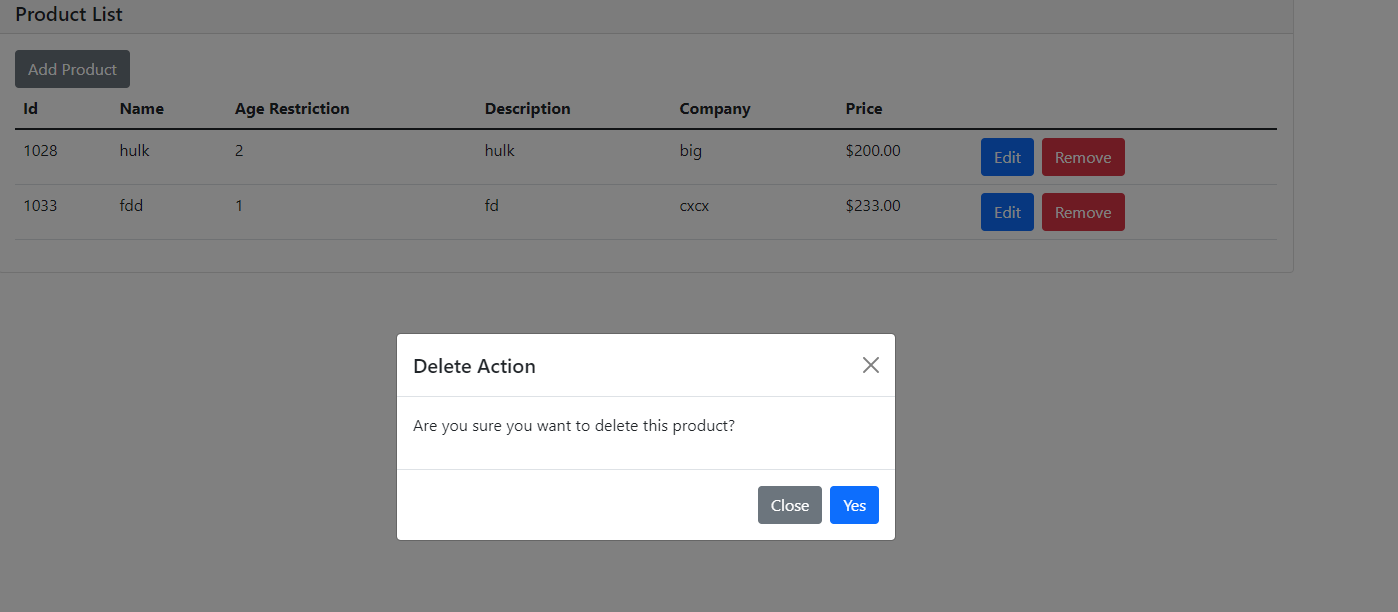 Product List
Add Product
Id Name Age Restriction Description Company Price
1028 hulk 2 hulk big $200.00 Edit Remove
1033 fdd 1 fd cxcx $233.00 Edit Remove
Delete Action
Are you sure you want to delete this product?
Close Yes